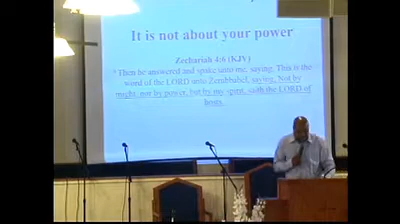 It is not about your power
Zechariah 4:6 (KJV)
"Then he answered and spake unto me, saying, This is the
word of the LORD unto Zerubbabel, saying, Not by
might, nor by power, but by my spirit, saith the LORD of
hosts.